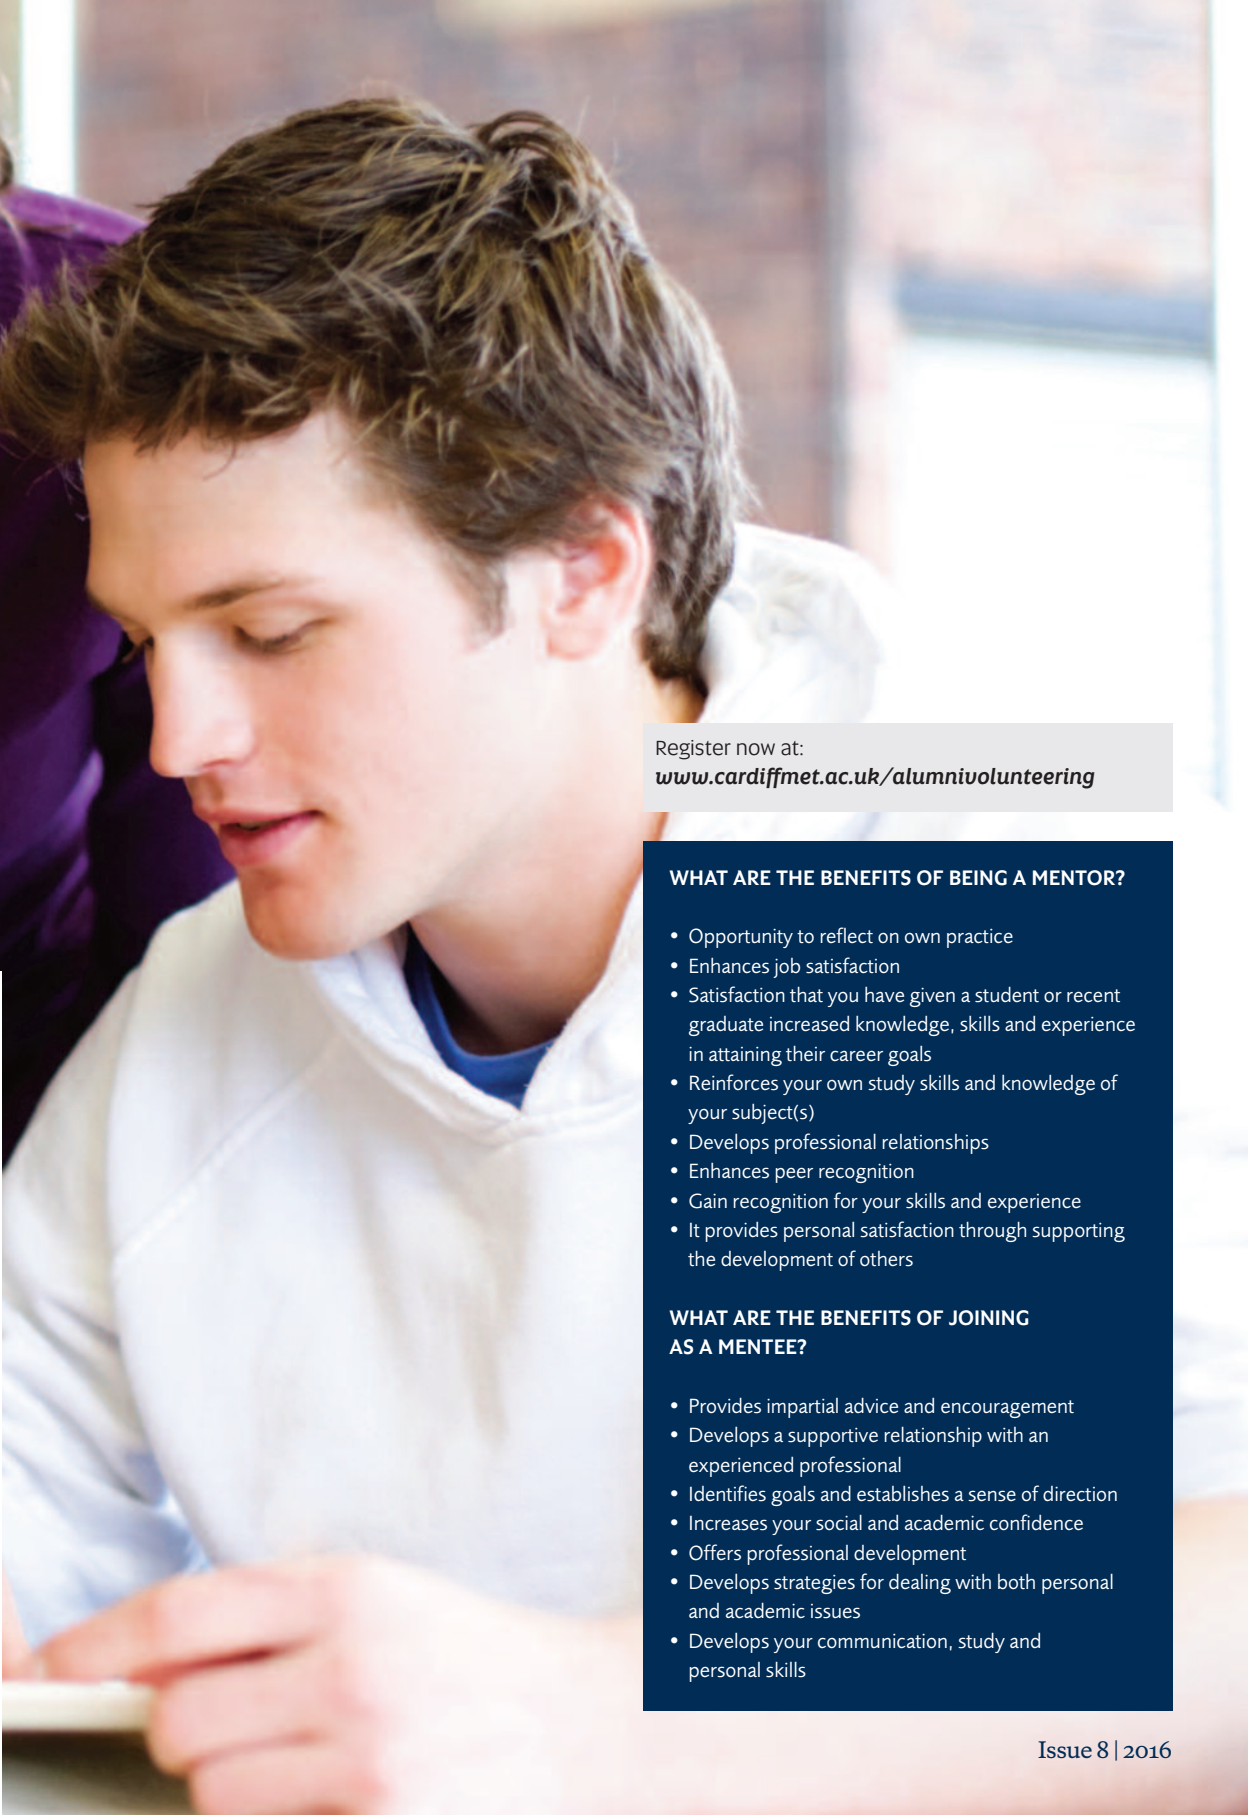 Register now at:
www.cardiffmet.ac.uk/alumnivolunteering
WHAT ARE THE BENEFITS OF BEING A MENTOR?
• Opportunity to reflect on own practice
• Enhances job satisfaction
• Satisfaction that you have given a student or recent
graduate increased knowledge, skills and experience
in attaining their career goals
• Reinforces your own study skills and knowledge of
your subject(s)
• Develops professional relationships
• Enhances peer recognition
• Gain recognition for your skills and experience
• It provides personal satisfaction through supporting
the development of others
WHAT ARE THE BENEFITS OF JOINING
AS A MENTEE?
• Provides impartial advice and encouragement
• Develops a supportive relationship with an
experienced professional
• Identifies goals and establishes a sense of direction
• Increases your social and academic confidence
• Offers professional development
• Develops strategies for dealing with both personal
and academic issues
• Develops your communication, study and
personal skills
Issue 8 | 2016